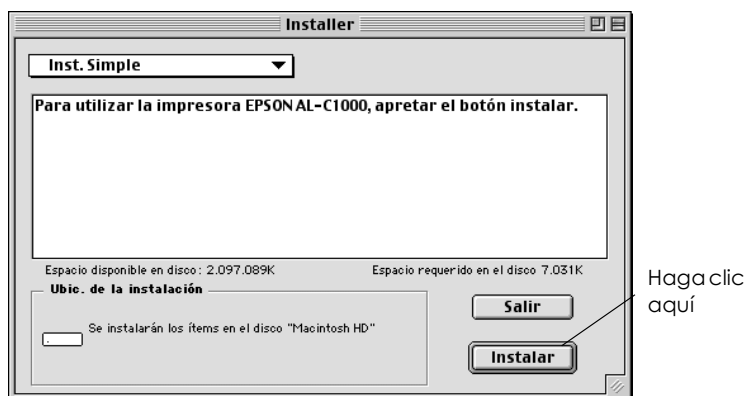 Installer
Inst. Simple
Para utilizar la impresora EPSON AL-C1000, apretar el botón instalar.
Espacio disponible en disco: 2.097.089K
Espacio requerido en el disco 7.031K
Ubic. de la instalación
Se instalarán los ítems en el disco "Macintosh HD"
Salir
Instalar
Haga clic
aquí